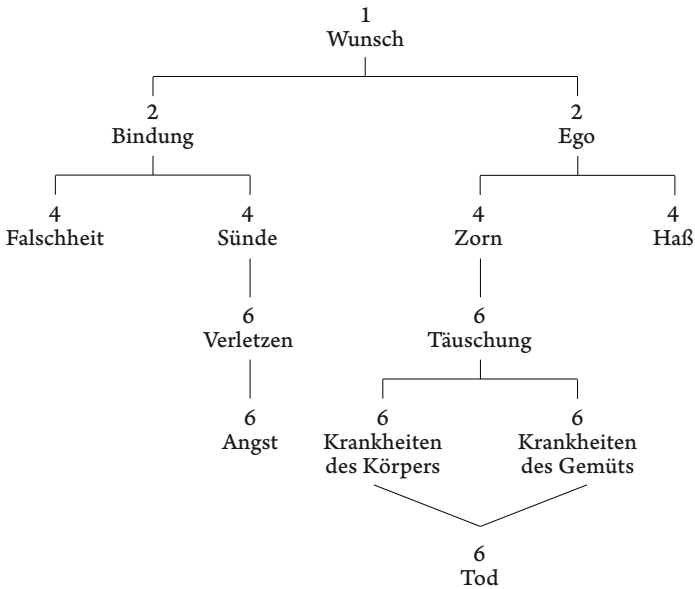 1
Wunsch
2
Bindung
2
Ego
4
Falschheit
4
Sünde
4
Zorn
4
Haß
6
Verletzen
6
Täuschung
6
Angst
6
Krankheiten
des Körpers
6
Krankheiten
des Gemüts
6
Tod